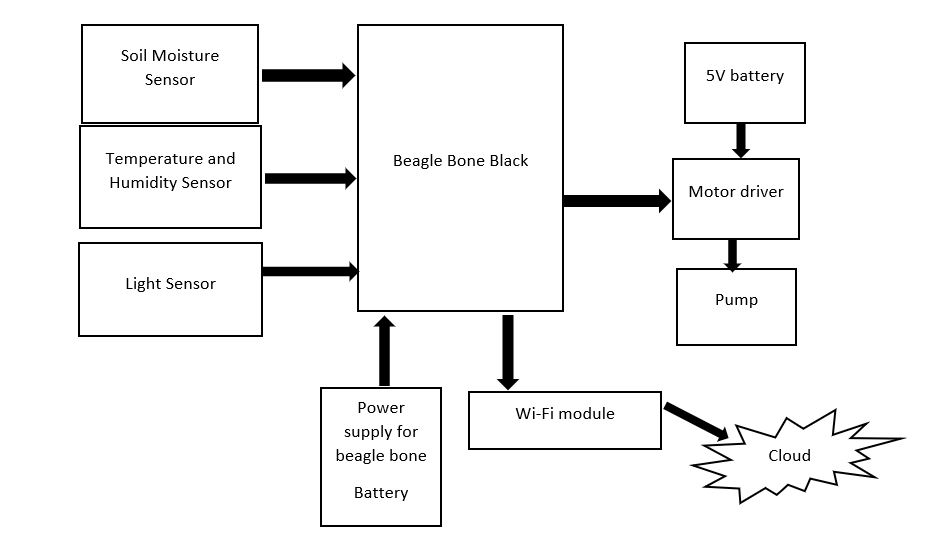 Soil Moisture
Sensor
Temperature and
Humidity Sensor
Light Sensor
Beagle Bone Black
5V battery
Motor driver
Pump
Power
supply for
beagle bone
Battery
Wi-Fi module
Cloud